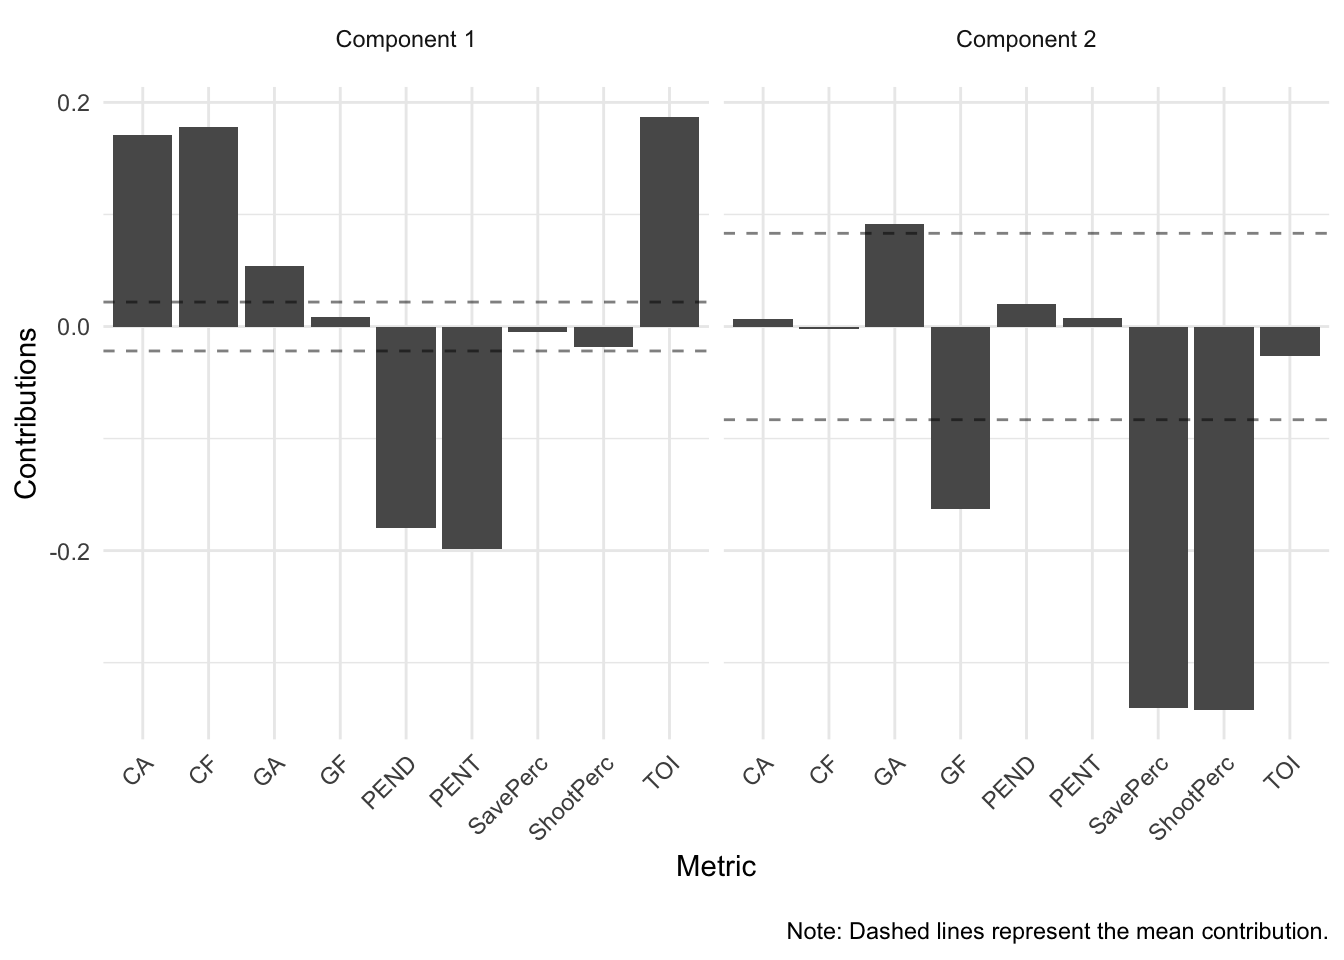 Component 1
Component 2
0.2
0.0
-0.2
Contributions
CA
CF
GA
GF
PEND
PENT
SavePerc
ShootPerc
TOI
CA
CF
GA
GF
PEND
PENT
SavePerc
ShootPerc
TOI
Metric
Note: Dashed lines represent the mean contribution.